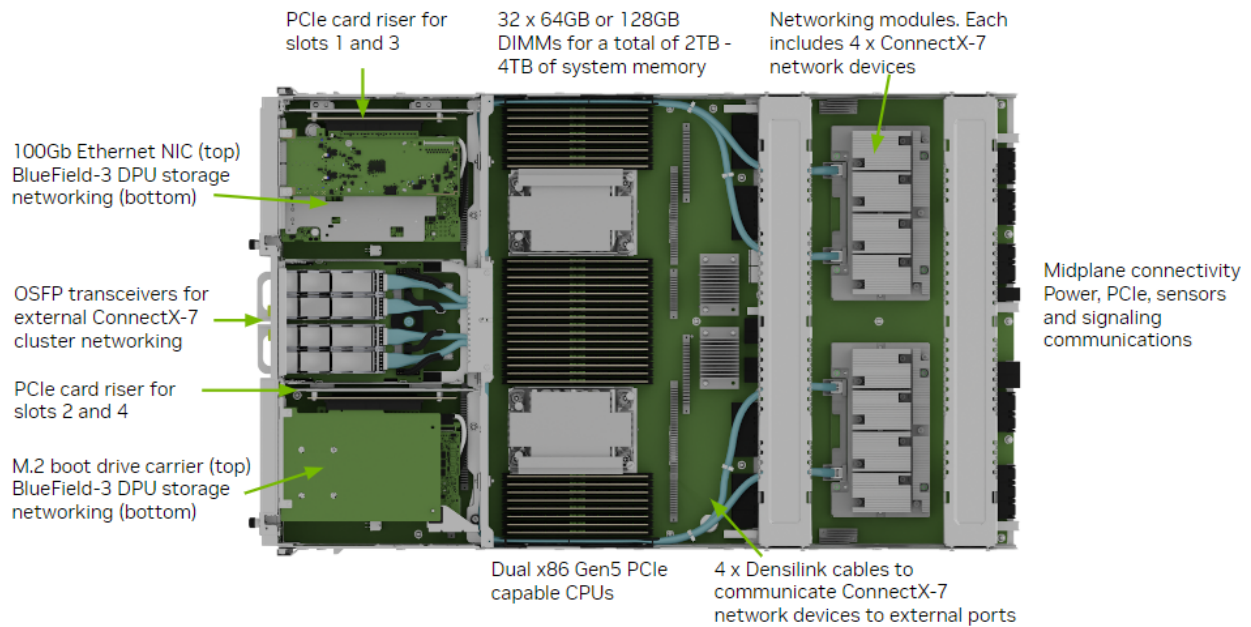 PCIe card riser for
slots 1 and 3
32 x 64GB or 128GB
DIMMs for a total of 2TB -
4TB of system memory
Networking modules. Each
includes 4 x ConnectX-7
network devices
100Gb Ethernet NIC (top)
BlueField-3 DPU storage
networking (bottom)
OSFP transceivers for
external ConnectX-7
cluster networking
Midplane connectivity
Power, PCIe, sensors
and signaling
communications
PCIe card riser for
slots 2 and 4
M.2 boot drive carrier (top)
BlueField-3 DPU storage
networking (bottom)
Dual x86 Gen5 PCIe
capable CPUs
4 x Densilink cables to
communicate ConnectX-7
network devices to external ports